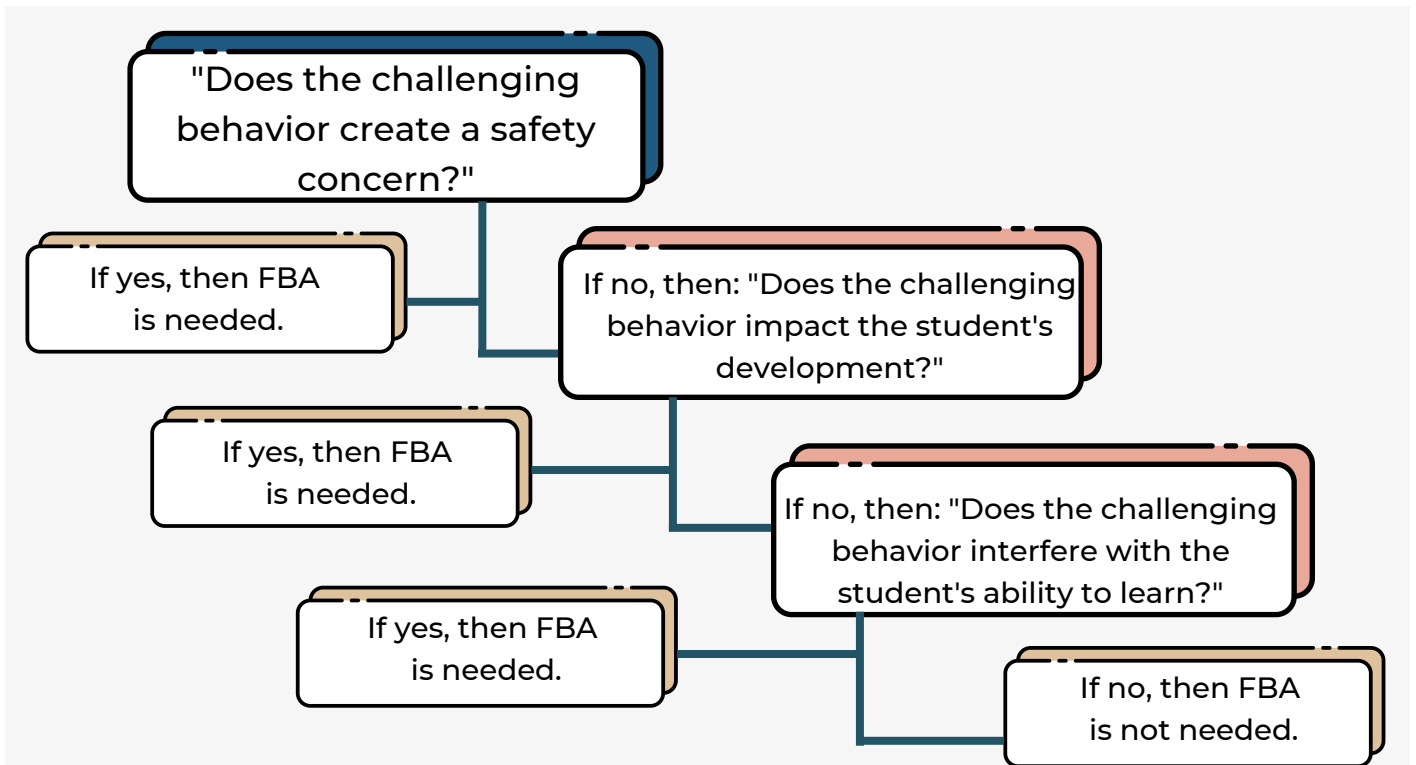 "Does the challenging
behavior create a safety
concern?"
If yes, then FBA
is needed.
If no, then: "Does the challenging
behavior impact the student's
development?"
If yes, then FBA
is needed.
If no, then: "Does the challenging
behavior interfere with the
student's ability to learn?"
If yes, then FBA
is needed.
If no, then FBA
is not needed.